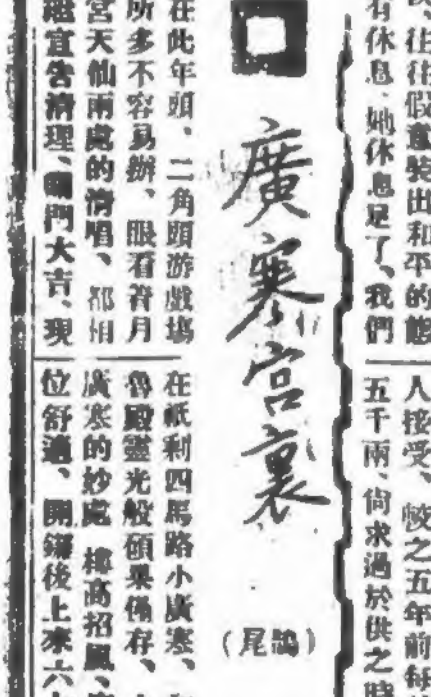 往往假意裝出和平的態
有休息、她休息足了、我們
人接受、較之五年前每
五千兩、尙求過於供之時
廣寒宮裏
(鵷尾)
在此年頭、二角頭游戲場
所多不容易辦、眼看着月
宮天仙兩處的清唱、都相
繼宣告清理、關門大吉、現
在祇利四馬路小廣寒、
魯殿靈光般碩果僅存、
廣寒的妙處 樓高招風、
位舒適、開鑼後上來六